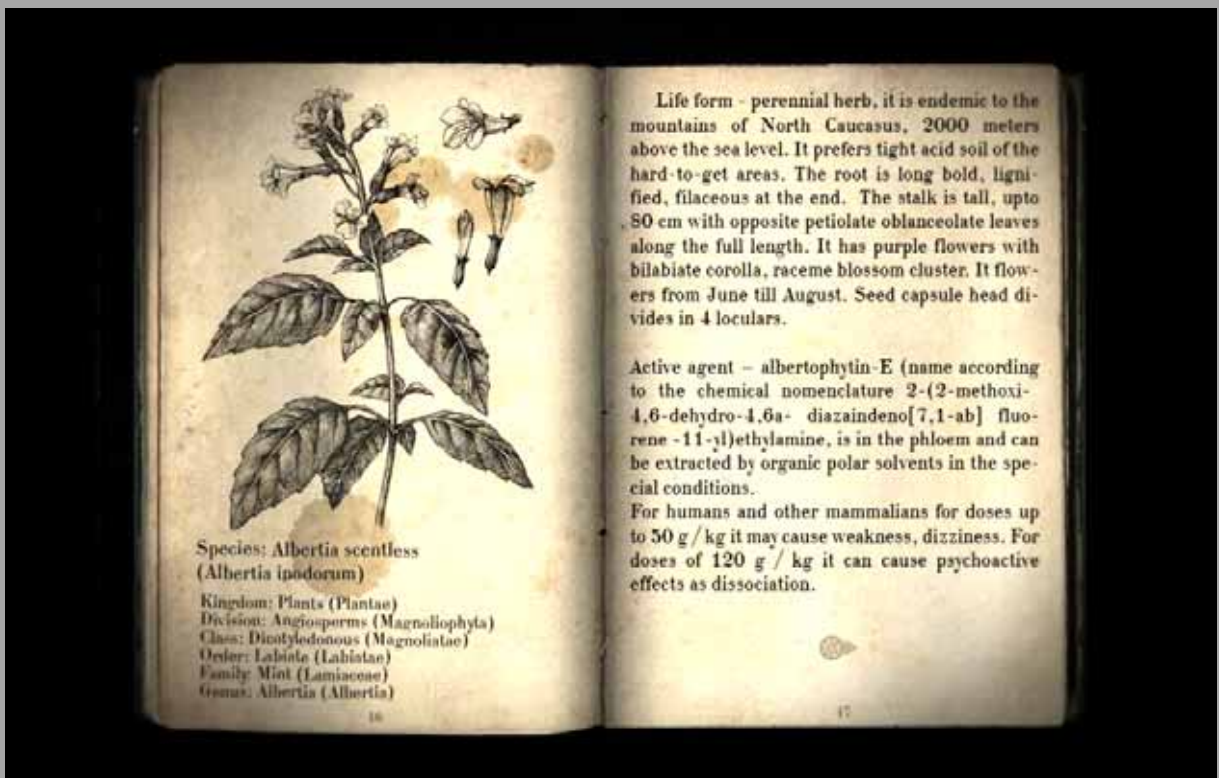 Species: Albertia scentless
(Albertia inodorum)
Kingdom: Plants (Plantae)
Division: Angiosperms (Magnoliophyta)
Class: Dicotyledonous (Magnoliatae)
Order: Labiate (Labiatae)
Family: Mint (Lamiaceae)
Genus: Albertia (Albertia)
16
Life form - perennial herb, it is endemic to the
mountains of North Caucasus, 2000 meters
above the sea level. It prefers tight acid soil of the
hard-to-get areas. The root is long bold, ligni-
fied, filaceous at the end. The stalk is tall, upto
80 cm with opposite petiolate oblanceolate leaves
along the full length. It has purple flowers with
bilabiate corolla, raceme blossom cluster. It flow-
ers from June till August. Seed capsule head di-
vides in 4 loculars.
Active agent – albertophytin-E (name according
to the chemical nomenclature 2-(2-methoxi-
4,6-dehydro-4,6a- diazaindeno[7,1-ab] fluo-
rene -11-yl)ethylamine, is in the phloem and can
be extracted by organic polar solvents in the spe-
cial conditions.
For humans and other mammalians for doses up
to 50 g / kg it may cause weakness, dizziness. For
doses of 120 g / kg it can cause psychoactive
effects as dissociation.
17